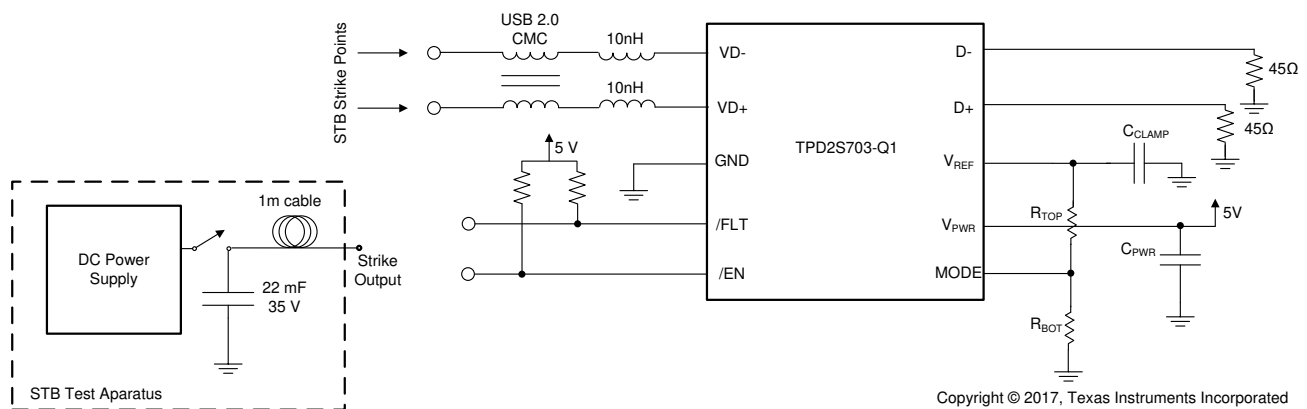 USB 2.0
CMC
10nH
10nH
STB Strike Points
VD-
VD+
GND
/FLT
/EN
TPD2S703-Q1
D-
D+
VREF
VPWR
MODE
45Ω
45Ω
CCLAMP
RTOP
5V
CPWR
RBOT
5 V
1m cable
DC Power
Supply
Strike
Output
22 mF
35 V
STB Test Aparatus
Copyright © 2017, Texas Instruments Incorporated